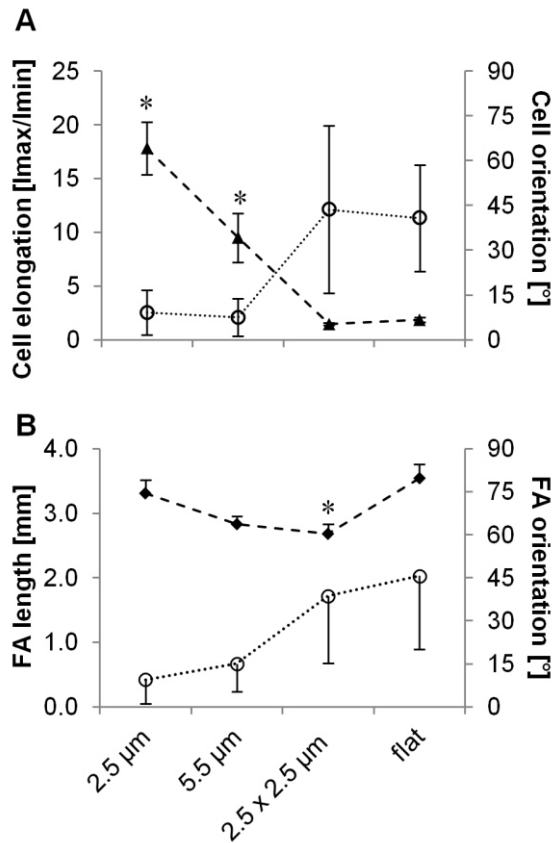 A
Cell elongation [Imax/Imin]
25
20
15
10
5
0
*
*
90
75
60
45
30
15
0
Cell orientation [°]
B
FA length [mm]
4.0
3.0
2.0
1.0
0.0
*
90
75
60
45
30
15
0
FA orientation [°]
2.5 µm
5.5 µm
2.5 x 2.5 µm
flat